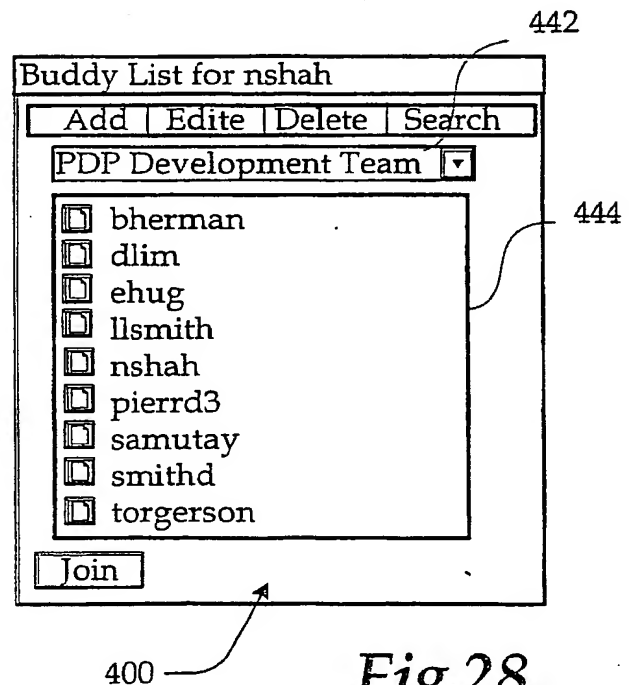 442
Buddy List for nshah
Add | Edite | Delete | Search
PDP Development Team
444
bherman
dlim
ehug
llsmith
nshah
pierrd3
samutay
smithd
torgerson
Join
400
Fig 28